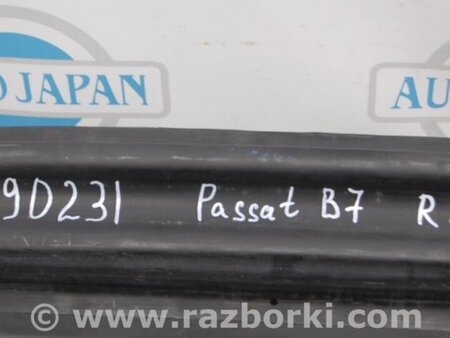 O JAPAN
AU
9D231 Passat B7 R
© www.razborki.com